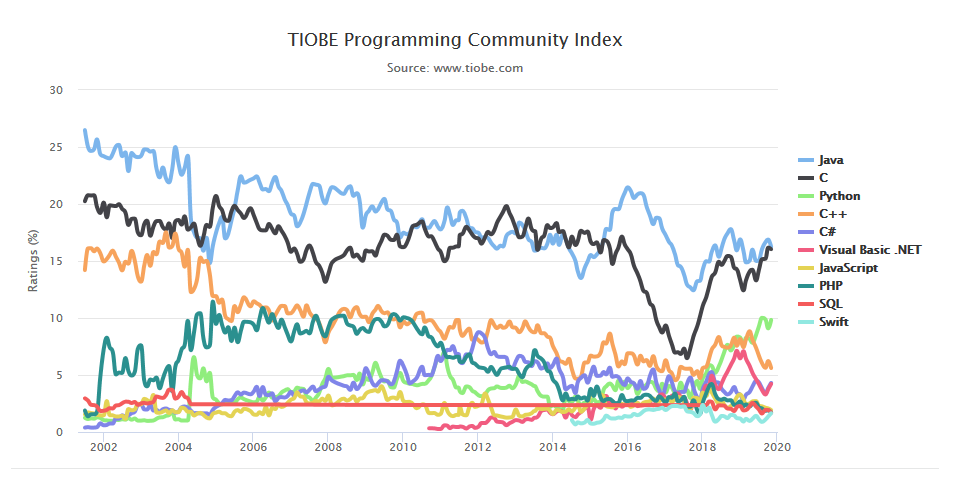 TIOBE Programming Community Index
Source: www.tiobe.com
Ratings (%)
30
25
20
15
10
5
0
2002 2004 2006 2008 2010 2012 2014 2016 2018 2020
Java
C
Python
C++
C#
Visual Basic .NET
JavaScript
PHP
SQL
Swift